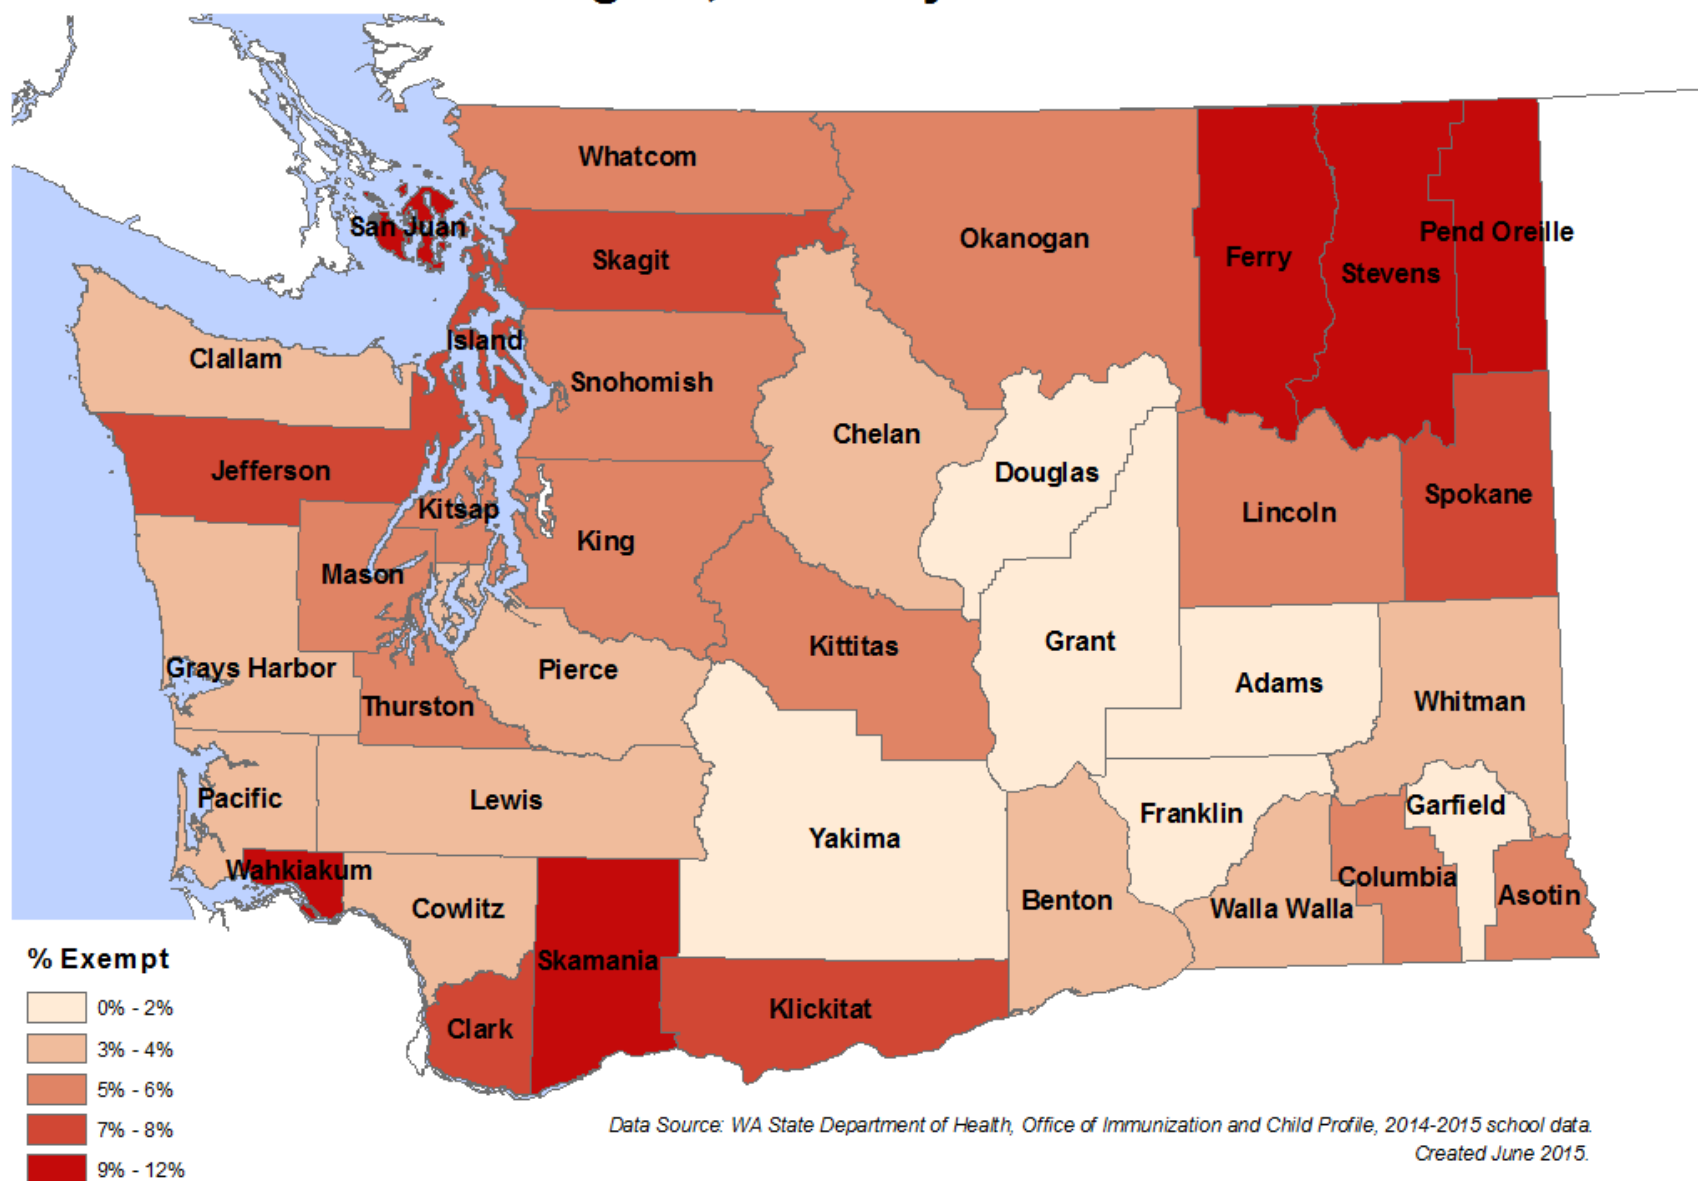 Whatcom
San Juan
Skagit
Okanogan
Ferry
Stevens
Pend Oreille
Island
Clallam
Snohomish
Chelan
Jefferson
Douglas
Kitsap
King
Lincoln
Spokane
Mason
Grays Harbor
Thurston
Pierce
Kittitas
Grant
Adams
Whitman
Pacific
Lewis
Yakima
Franklin
Garfield
Wahkiakum
Cowlitz
Skamania
Benton
Walla Walla
Columbia
Asotin
Clark
Klickitat
% Exempt
0% - 2%
3% - 4%
5% - 6%
7% - 8%
9% - 12%
Data Source: WA State Department of Health, Office of Immunization and Child Profile, 2014-2015 school data.
Created June 2015.